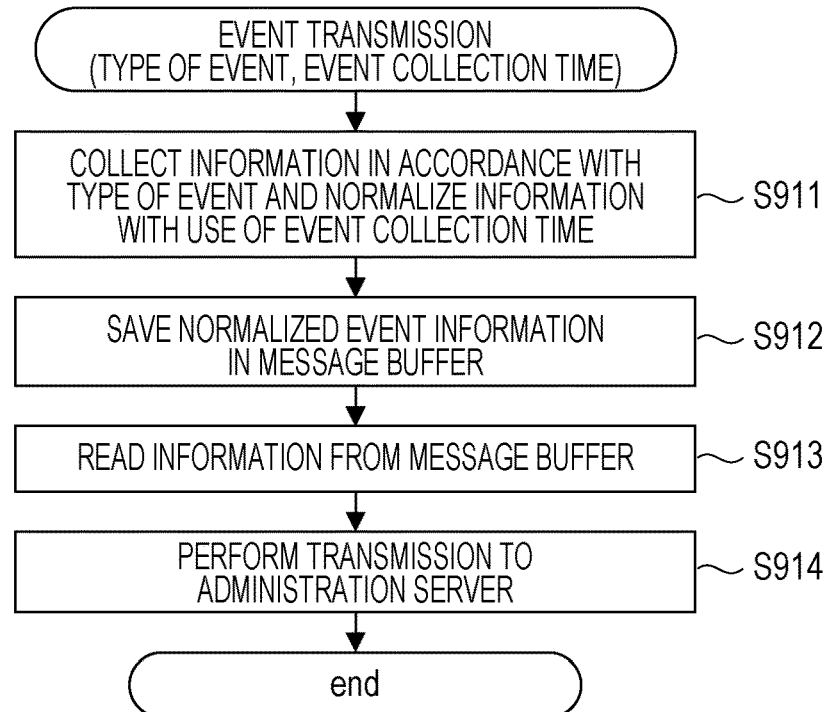 EVENT TRANSMISSION
(TYPE OF EVENT, EVENT COLLECTION TIME)
COLLECT INFORMATION IN ACCORDANCE WITH
TYPE OF EVENT AND NORMALIZE INFORMATION
WITH USE OF EVENT COLLECTION TIME
S911
SAVE NORMALIZED EVENT INFORMATION
IN MESSAGE BUFFER
S912
READ INFORMATION FROM MESSAGE BUFFER
S913
PERFORM TRANSMISSION TO
ADMINISTRATION SERVER
S914
end